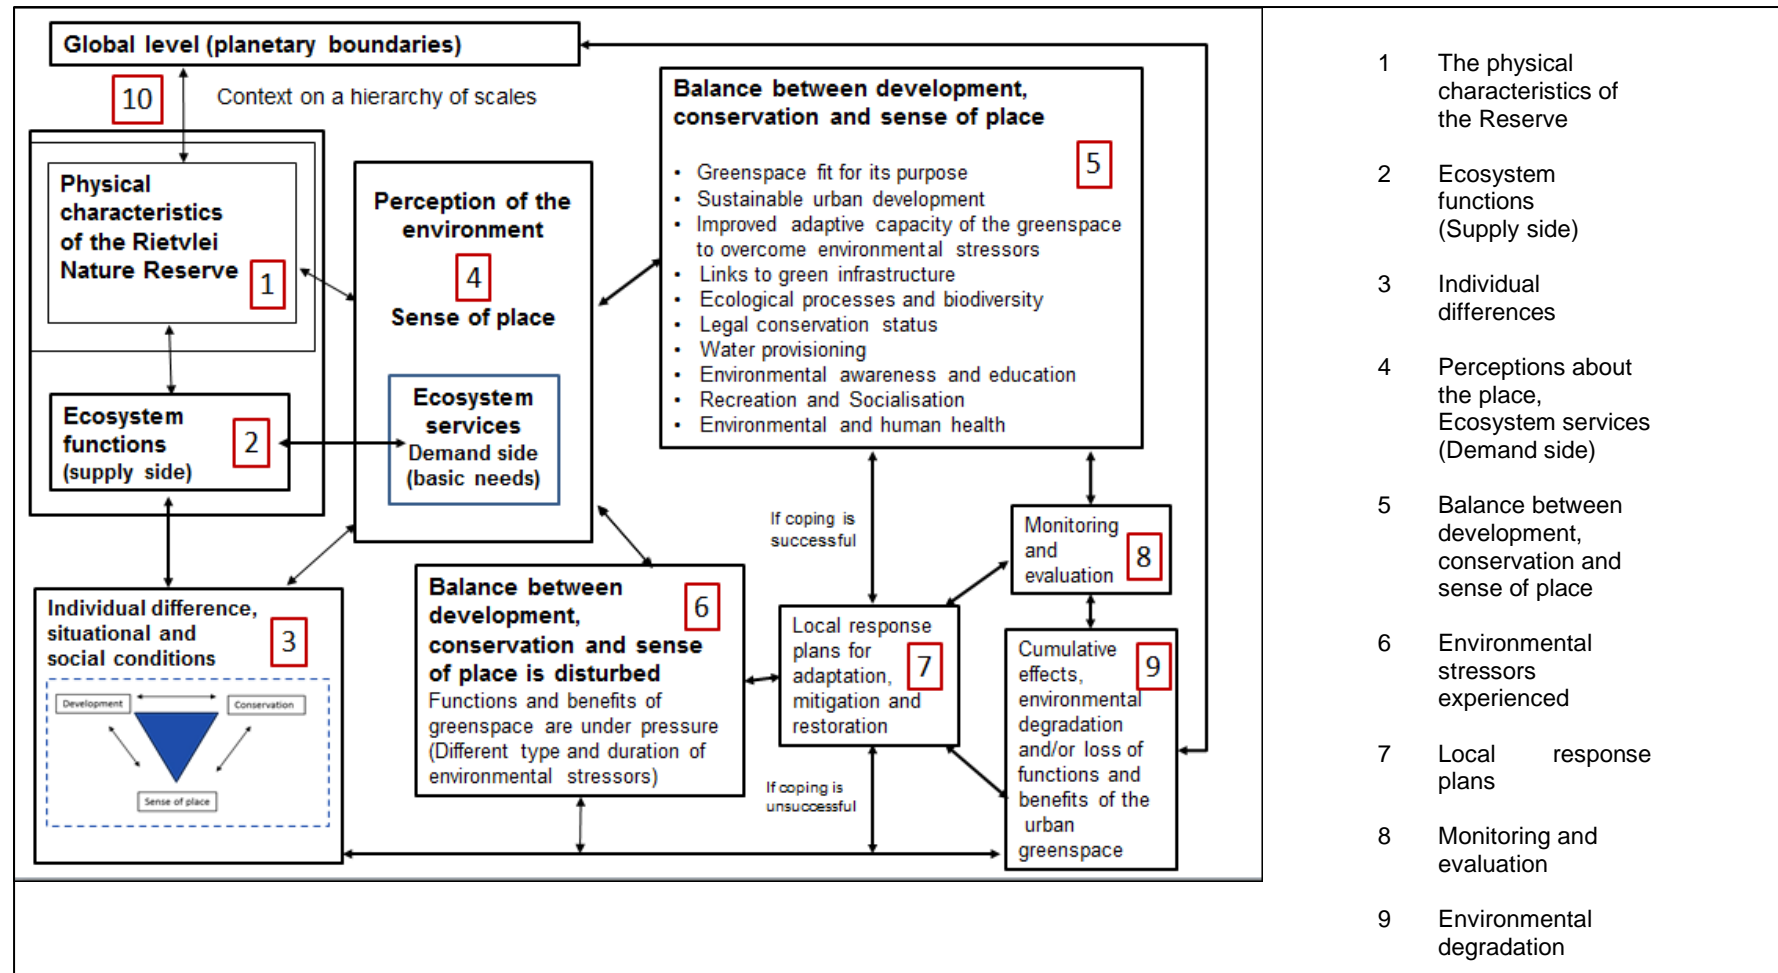 Global level (planetary boundaries)
10
Context on a hierarchy of scales
Physical
characteristics
of the Rietvlei
Nature Reserve
1
Ecosystem
functions
(supply side)
2
Individual difference,
situational and
social conditions
3
Development
Conservation
Sense of place
Perception of the
environment
4
Sense of place
Ecosystem
services
Demand side
(basic needs)
Balance between development,
conservation and sense of place
5
• Greenspace fit for its purpose
• Sustainable urban development
• Improved adaptive capacity of the greenspace
to overcome environmental stressors
• Links to green infrastructure
• Ecological processes and biodiversity
• Legal conservation status
• Water provisioning
• Environmental awareness and education
• Recreation and Socialisation
• Environmental and human health
Balance between
development,
conservation and sense
of place is disturbed
6
Functions and benefits of
greenspace are under pressure
(Different type and duration of
environmental stressors)
If coping is
successful
If coping is
unsuccessful
Local response
plans for
adaptation,
mitigation and
restoration
7
Monitoring
and
evaluation
8
Cumulative
effects,
environmental
degradation
and/or loss of
functions and
benefits of the
urban
greenspace
9
1 The physical
characteristics of
the Reserve
2 Ecosystem
functions
(Supply side)
3 Individual
differences
4 Perceptions about
the place,
Ecosystem services
(Demand side)
5 Balance between
development,
conservation and
sense of place
6 Environmental
stressors
experienced
7 Local response
plans
8 Monitoring and
evaluation
9 Environmental
degradation